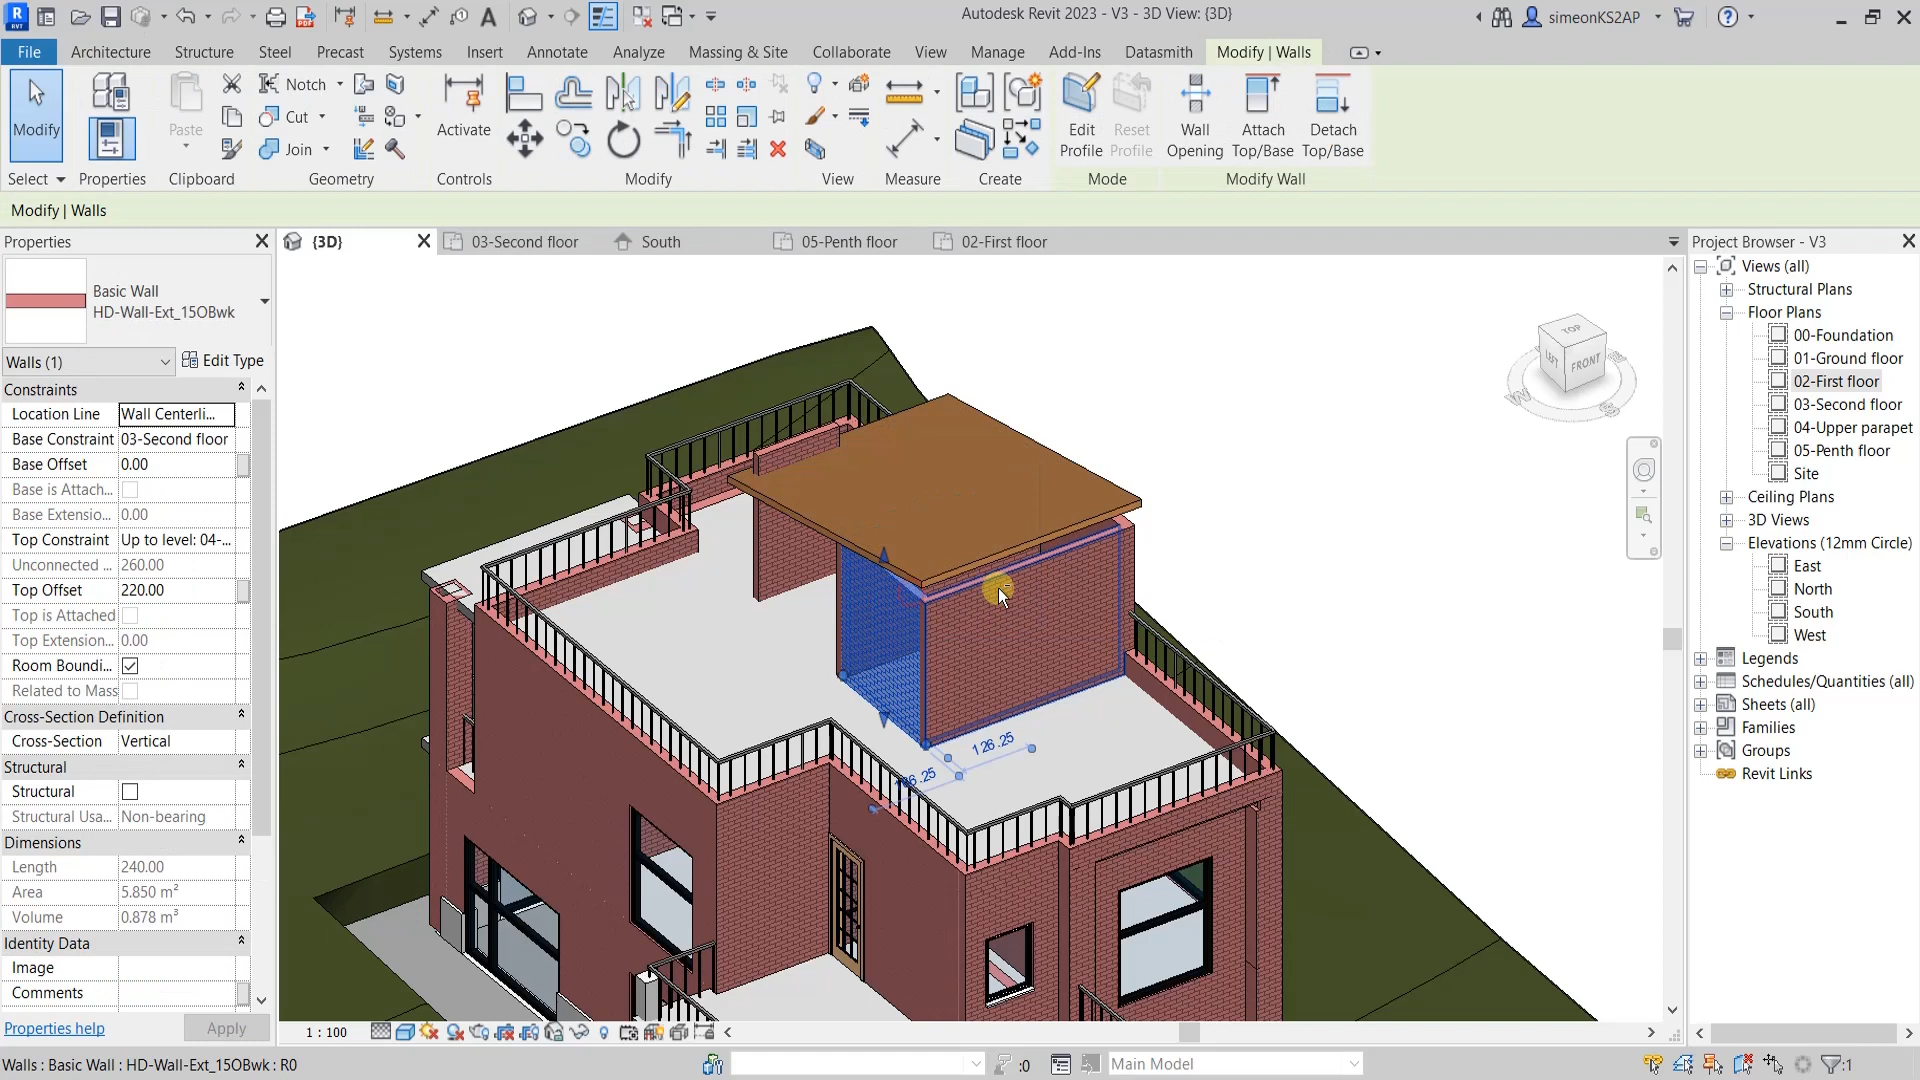 Autodesk Revit 2023 - V3 - 3D View: {3D}
simeonKS2AP
File Architecture Structure Steel Precast Systems Insert Annotate Analyze Massing & Site Collaborate View Manage Add-Ins Datasmith Modify | Walls
Modify
Paste
Notch
Cut
Join
Activate
Edit Profile
Reset Profile
Wall Opening
Attach Top/Base
Detach Top/Base
Select Properties Clipboard Geometry Controls Modify View Measure Create Mode Modify Wall
Modify | Walls
Properties
{3D} 03-Second floor South 05-Penth floor 02-First floor
Basic Wall
HD-Wall-Ext_15OBwk
Walls (1) Edit Type
Constraints
Location Line Wall Centerli...
Base Constraint 03-Second floor
Base Offset 0.00
Base is Attach...
Base Extensio... 0.00
Top Constraint Up to level: 04-...
Unconnected ... 260.00
Top Offset 220.00
Top is Attached
Top Extension... 0.00
Room Boundi...
Related to Mass
Cross-Section Definition
Cross-Section Vertical
Structural
Structural
Structural Usa... Non-bearing
Dimensions
Length 240.00
Area 5.850 m²
Volume 0.878 m³
Identity Data
Image
Comments
Properties help Apply
TOP
LEFT FRONT
W S
126.25
1 : 100
Project Browser - V3
Views (all)
Structural Plans
Floor Plans
00-Foundation
01-Ground floor
02-First floor
03-Second floor
04-Upper parapet
05-Penth floor
Site
Ceiling Plans
3D Views
Elevations (12mm Circle)
East
North
South
West
Legends
Schedules/Quantities (all)
Sheets (all)
Families
Groups
Revit Links
Walls : Basic Wall : HD-Wall-Ext_15OBwk : R0
:0
Main Model
:1